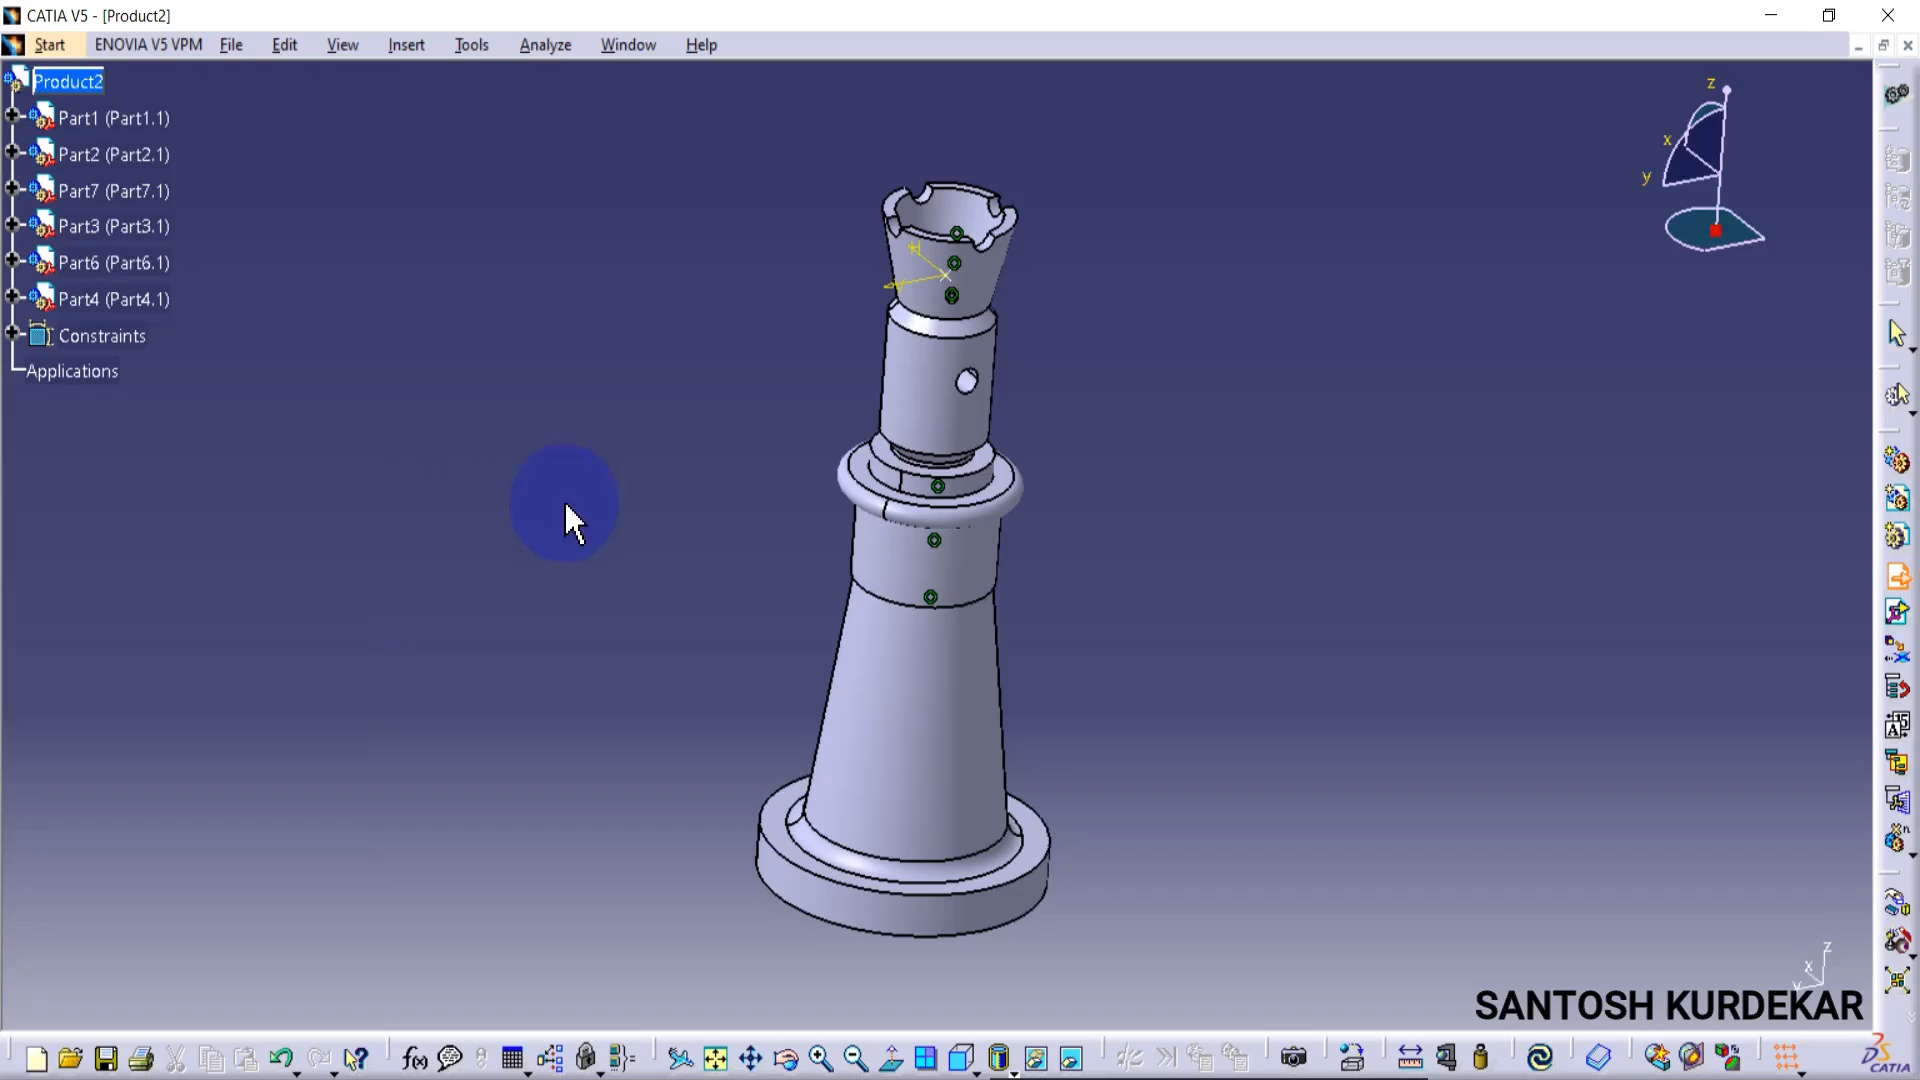 CATIA V5 - [Product2]
Start ENOVIA V5 VPM File Edit View Insert Tools Analyze Window Help
Product2
Part1 (Part1.1)
Part2 (Part2.1)
Part7 (Part7.1)
Part3 (Part3.1)
Part6 (Part6.1)
Part4 (Part4.1)
Constraints
Applications
z
x
y
H
V
z
x
y
SANTOSH KURDEKAR
f(x)
CATIA